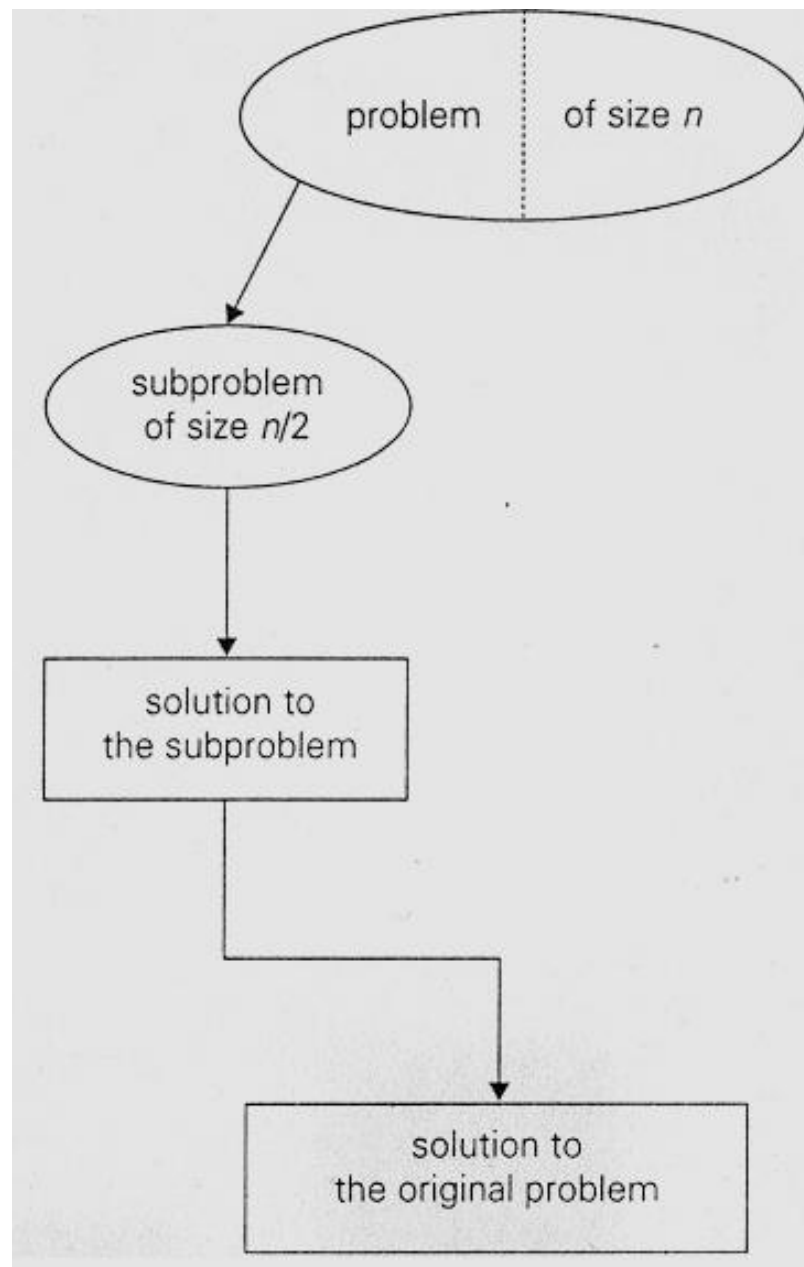 problem of size n
subproblem
of size n/2
solution to
the subproblem
solution to
the original problem